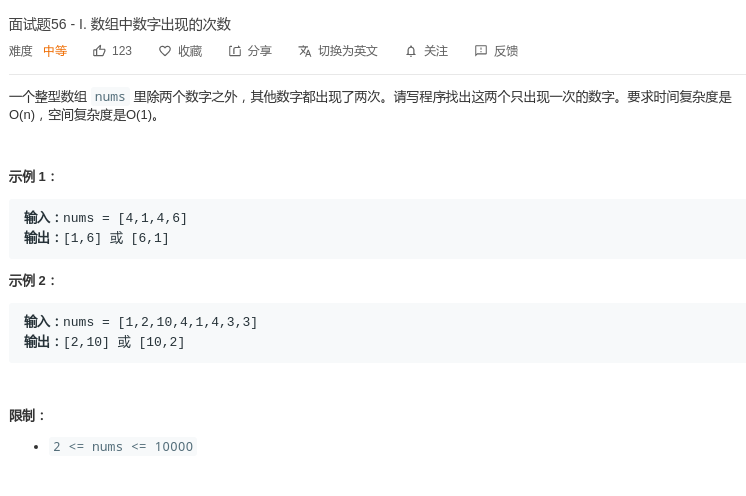 面试题56 - I. 数组中数字出现的次数
难度 中等 123 收藏 分享 切换为英文 关注 反馈
一个整型数组 nums 里除两个数字之外，其他数字都出现了两次。请写程序找出这两个只出现一次的数字。要求时间复杂度是
O(n)，空间复杂度是O(1)。
示例 1：
输入：nums = [4,1,4,6]
输出：[1,6] 或 [6,1]
示例 2：
输入：nums = [1,2,10,4,1,4,3,3]
输出：[2,10] 或 [10,2]
限制：
• 2 <= nums <= 10000